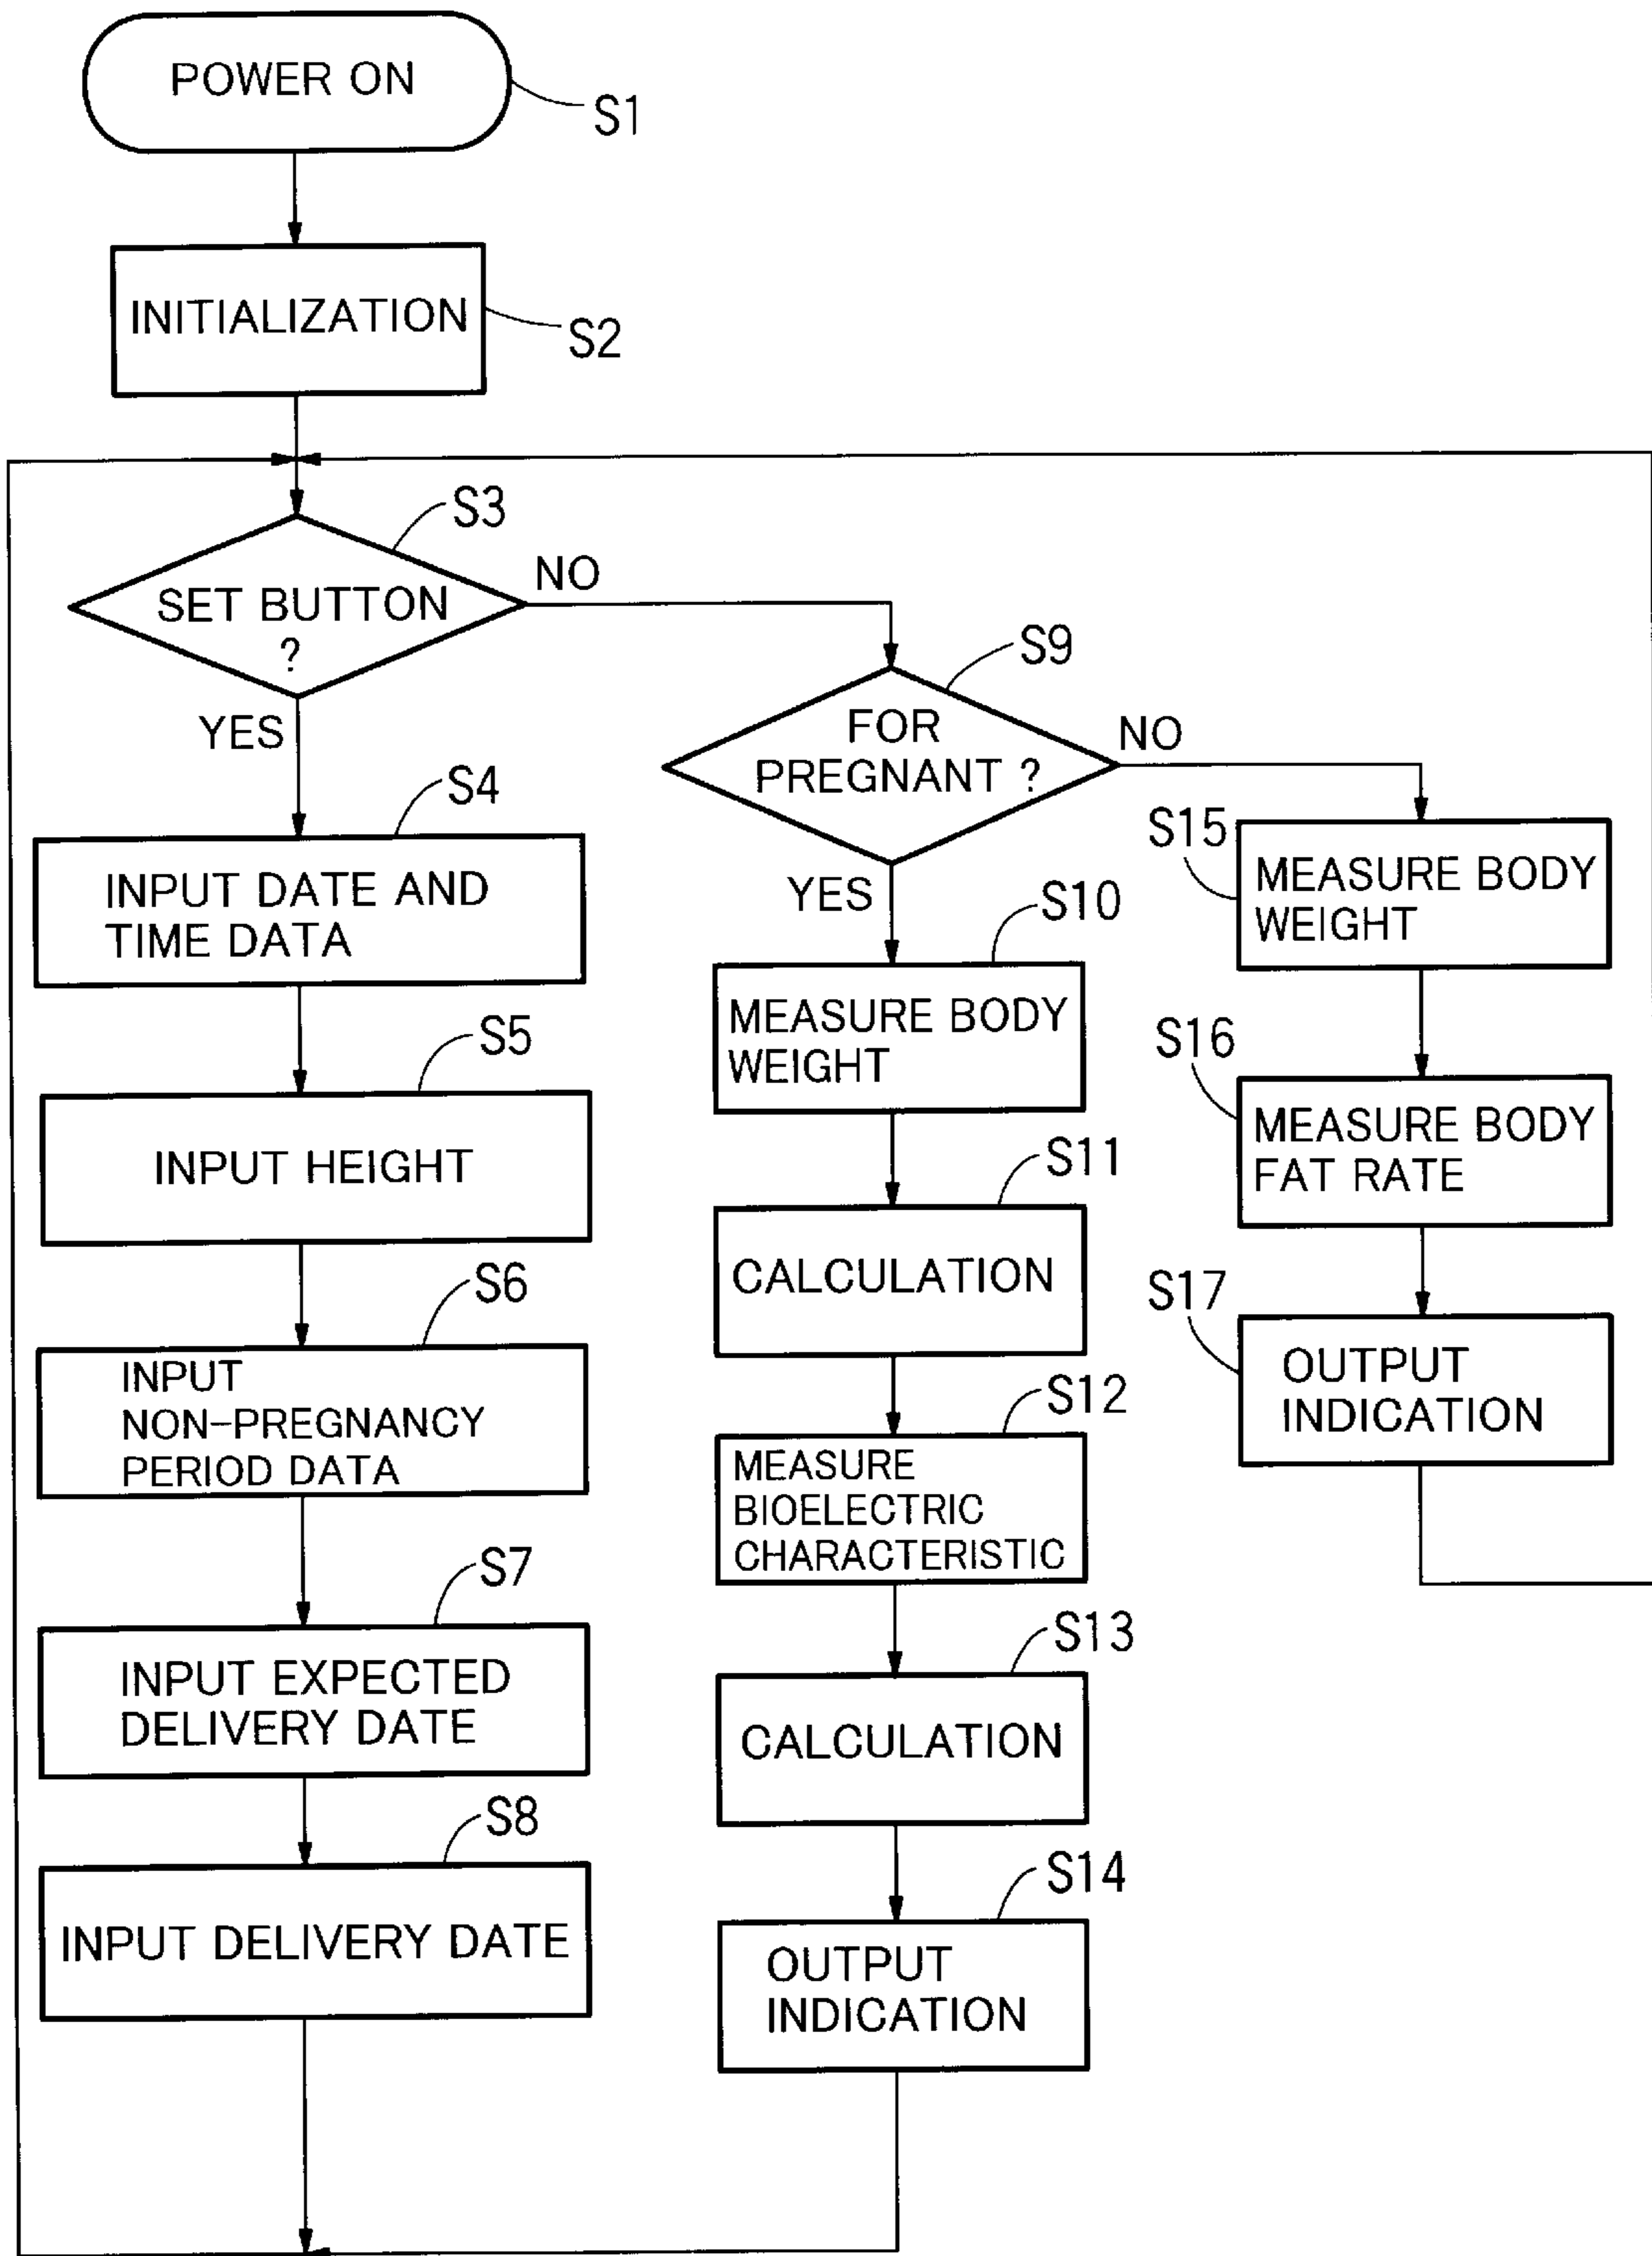 POWER ON
S1
INITIALIZATION
S2
S3
SET BUTTON
?
NO
YES
S4
INPUT DATE AND
TIME DATA
S5
INPUT HEIGHT
S6
INPUT
NON-PREGNANCY
PERIOD DATA
S7
INPUT EXPECTED
DELIVERY DATE
S8
INPUT DELIVERY DATE
S9
FOR
PREGNANT ?
NO
YES
S10
MEASURE BODY
WEIGHT
S11
CALCULATION
S12
MEASURE
BIOELECTRIC
CHARACTERISTIC
S13
CALCULATION
S14
OUTPUT
INDICATION
S15
MEASURE BODY
WEIGHT
S16
MEASURE BODY
FAT RATE
S17
OUTPUT
INDICATION